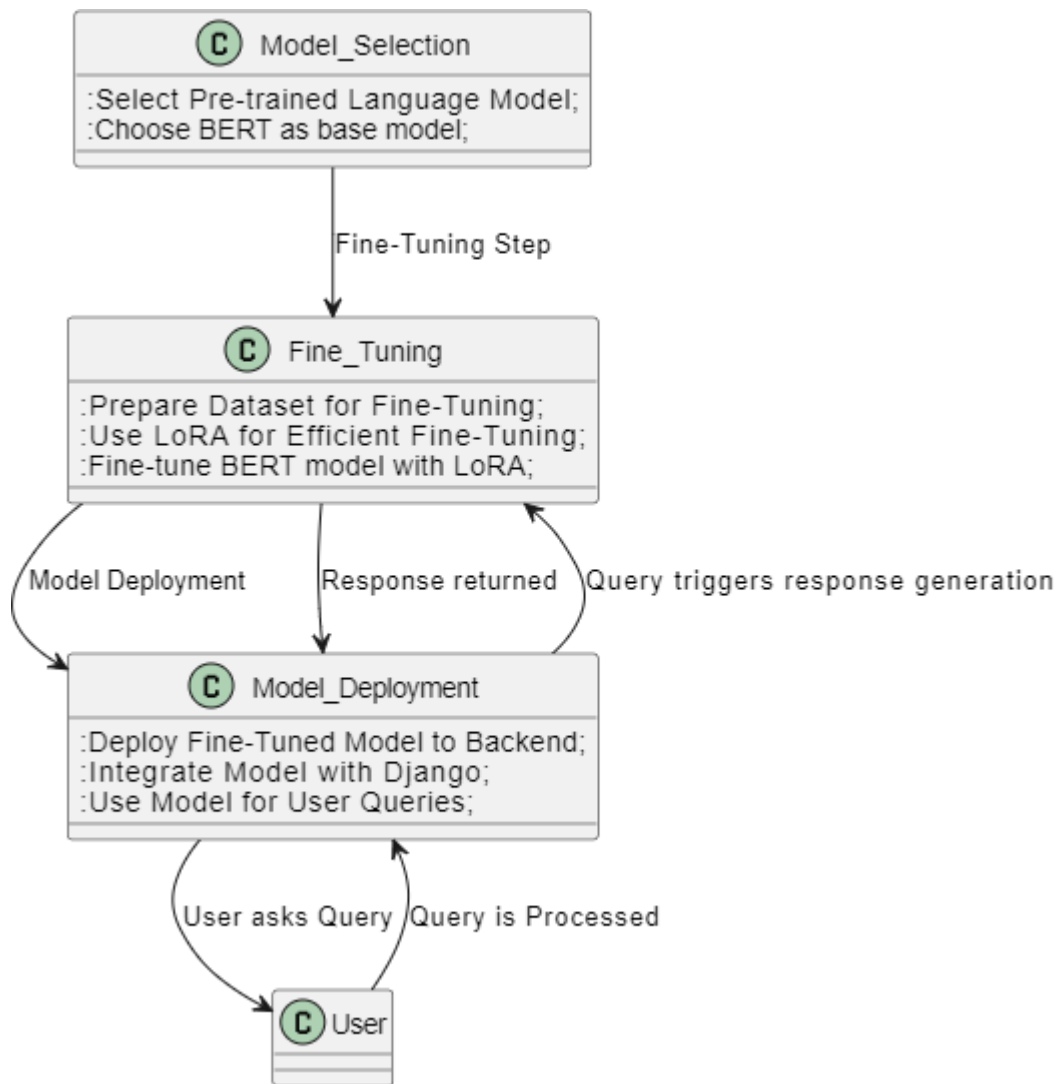 C Model_Selection
:Select Pre-trained Language Model;
:Choose BERT as base model;
Fine-Tuning Step
C Fine_Tuning
:Prepare Dataset for Fine-Tuning;
:Use LoRA for Efficient Fine-Tuning;
:Fine-tune BERT model with LoRA;
Model Deployment
Response returned
Query triggers response generation
C Model_Deployment
:Deploy Fine-Tuned Model to Backend;
:Integrate Model with Django;
:Use Model for User Queries;
User asks Query
Query is Processed
C User